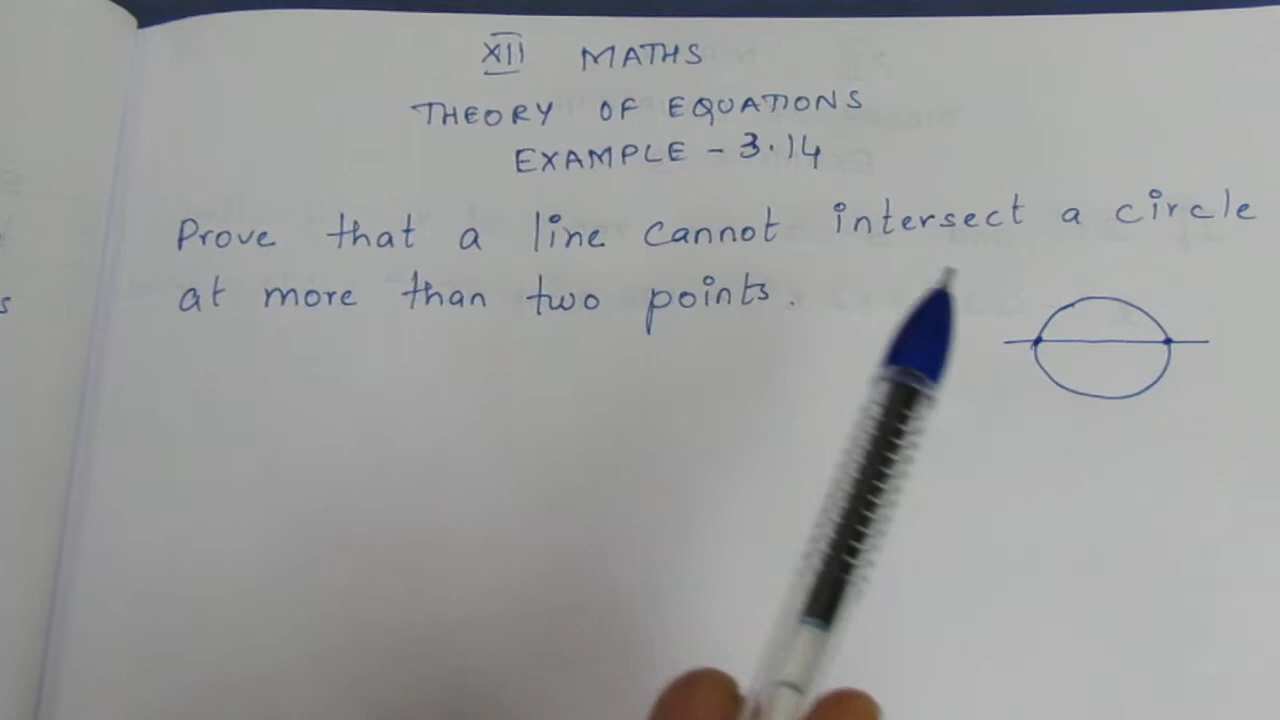 XII MATHS
THEORY OF EQUATIONS
EXAMPLE - 3.14
Prove that a line cannot intersect a circle
at more than two points.
s